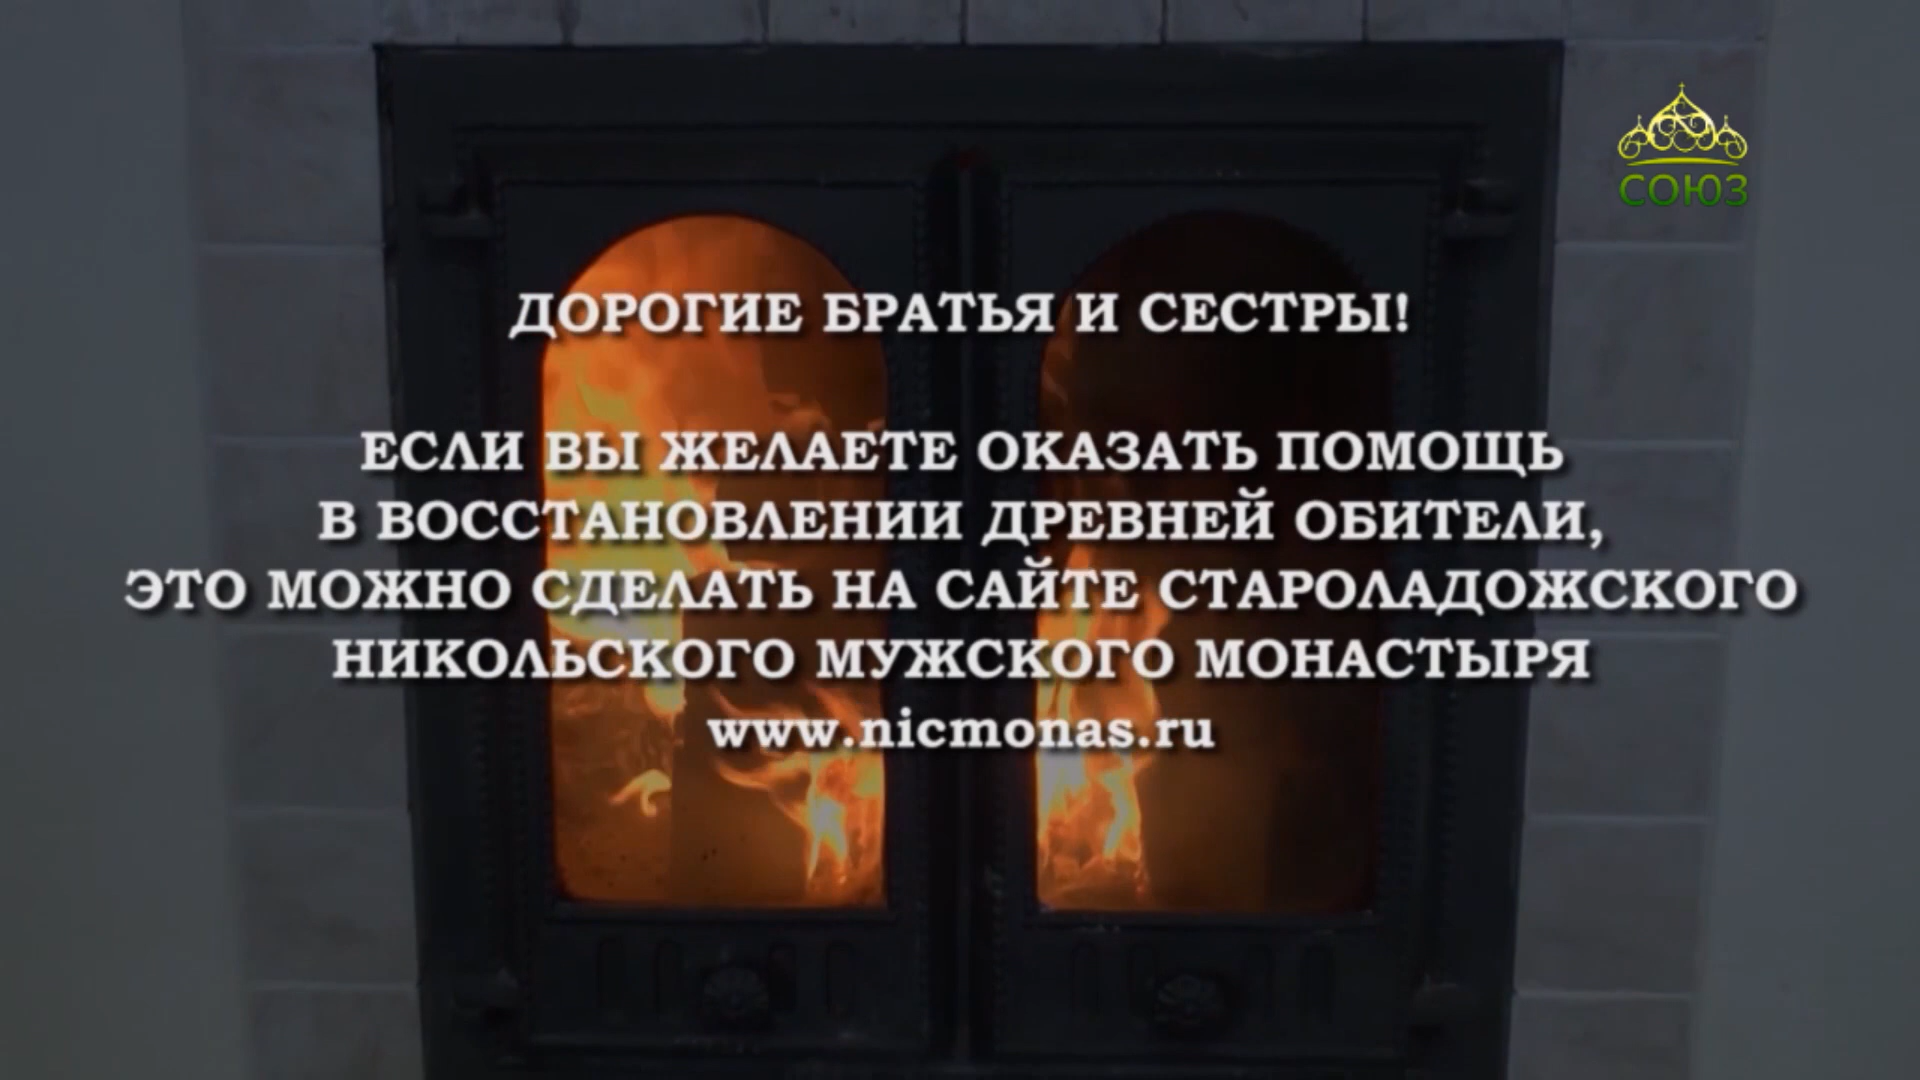 СОЮЗ
ДОРОГИЕ БРАТЬЯ И СЕСТРЫ!
ЕСЛИ ВЫ ЖЕЛАЕТЕ ОКАЗАТЬ ПОМОЩЬ
В ВОССТАНОВЛЕНИИ ДРЕВНЕЙ ОБИТЕЛИ,
ЭТО МОЖНО СДЕЛАТЬ НА САЙТЕ СТАРОЛАДОЖСКОГО
НИКОЛЬСКОГО МУЖСКОГО МОНАСТЫРЯ
www.nicmonas.ru